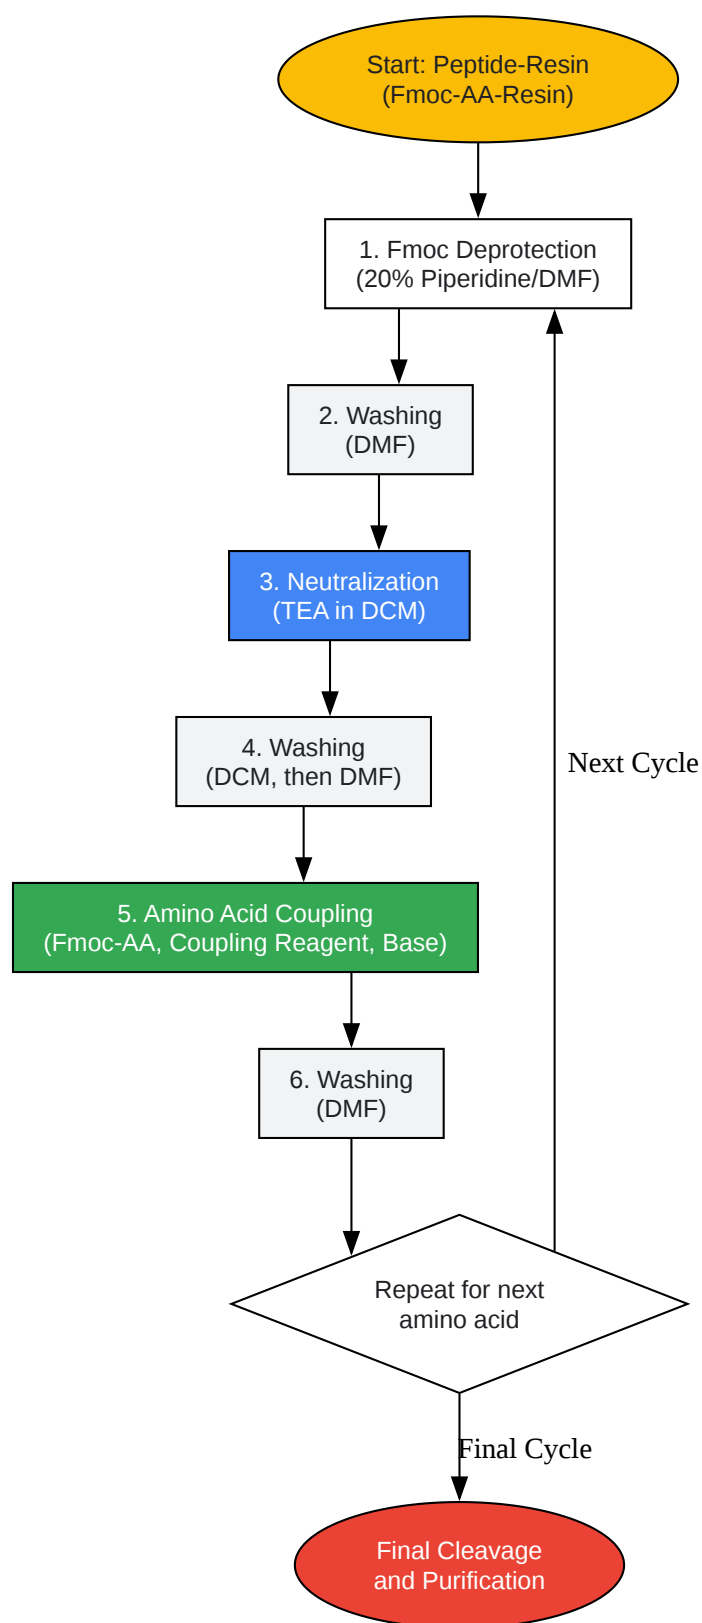 Start: Peptide-Resin
(Fmoc-AA-Resin)
1. Fmoc Deprotection
(20% Piperidine/DMF)
2. Washing
(DMF)
3. Neutralization
(TEA in DCM)
4. Washing
(DCM, then DMF)
Next Cycle
5. Amino Acid Coupling
(Fmoc-AA, Coupling Reagent, Base)
6. Washing
(DMF)
Repeat for next
amino acid
Final Cycle
Final Cleavage
and Purification